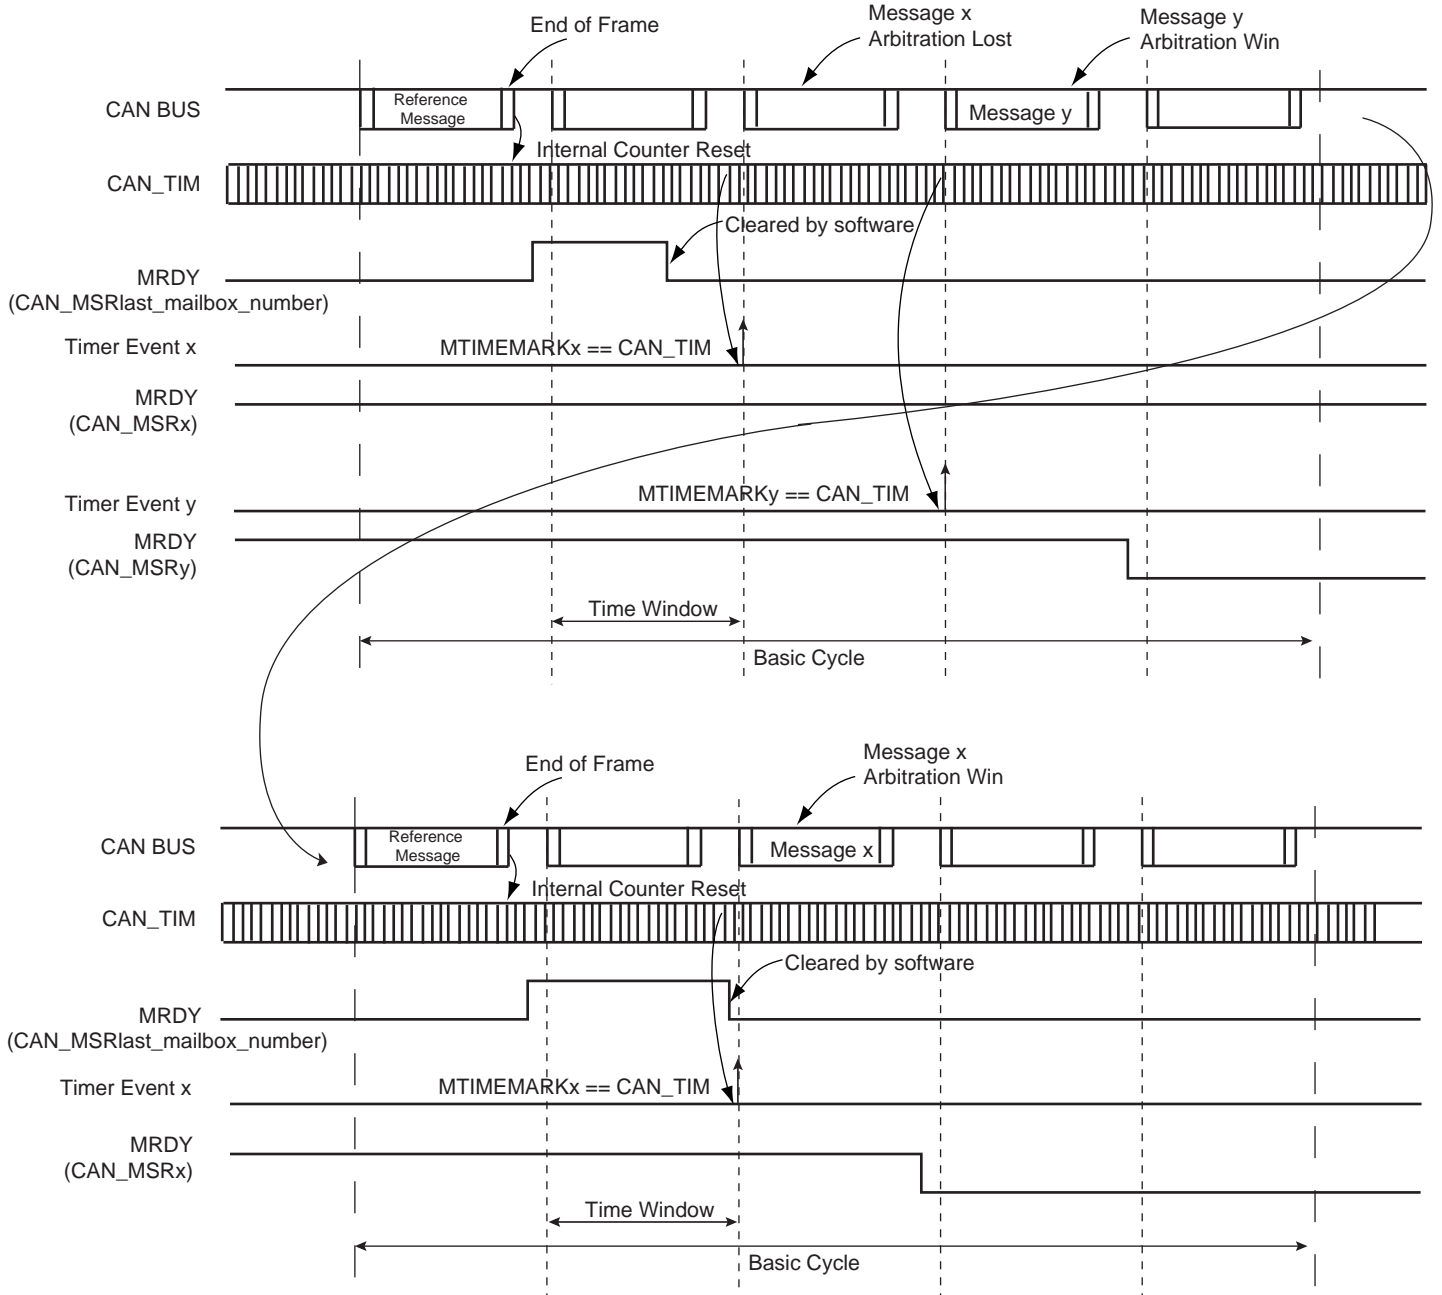 End of Frame
Message x
Arbitration Lost
Message y
Arbitration Win
CAN BUS
Reference
Message
Message y
Internal Counter Reset
CAN_TIM
Cleared by software
MRDY
(CAN_MSRlast_mailbox_number)
Timer Event x
MTIMEMARKx == CAN_TIM
MRDY
(CAN_MSRx)
Timer Event y
MTIMEMARKy == CAN_TIM
MRDY
(CAN_MSRy)
Time Window
Basic Cycle
End of Frame
Message x
Arbitration Win
CAN BUS
Reference
Message
Message x
Internal Counter Reset
CAN_TIM
Cleared by software
MRDY
(CAN_MSRlast_mailbox_number)
Timer Event x
MTIMEMARKx == CAN_TIM
MRDY
(CAN_MSRx)
Time Window
Basic Cycle